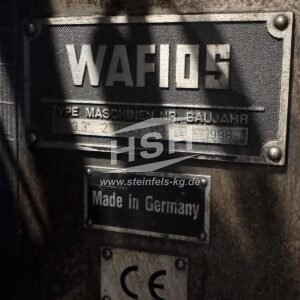 WAFIOS
TYPE MASCHINEN NR. BAUJAHR
1998
HSH
www.steinfels-kg.de
Made in Germany
CE